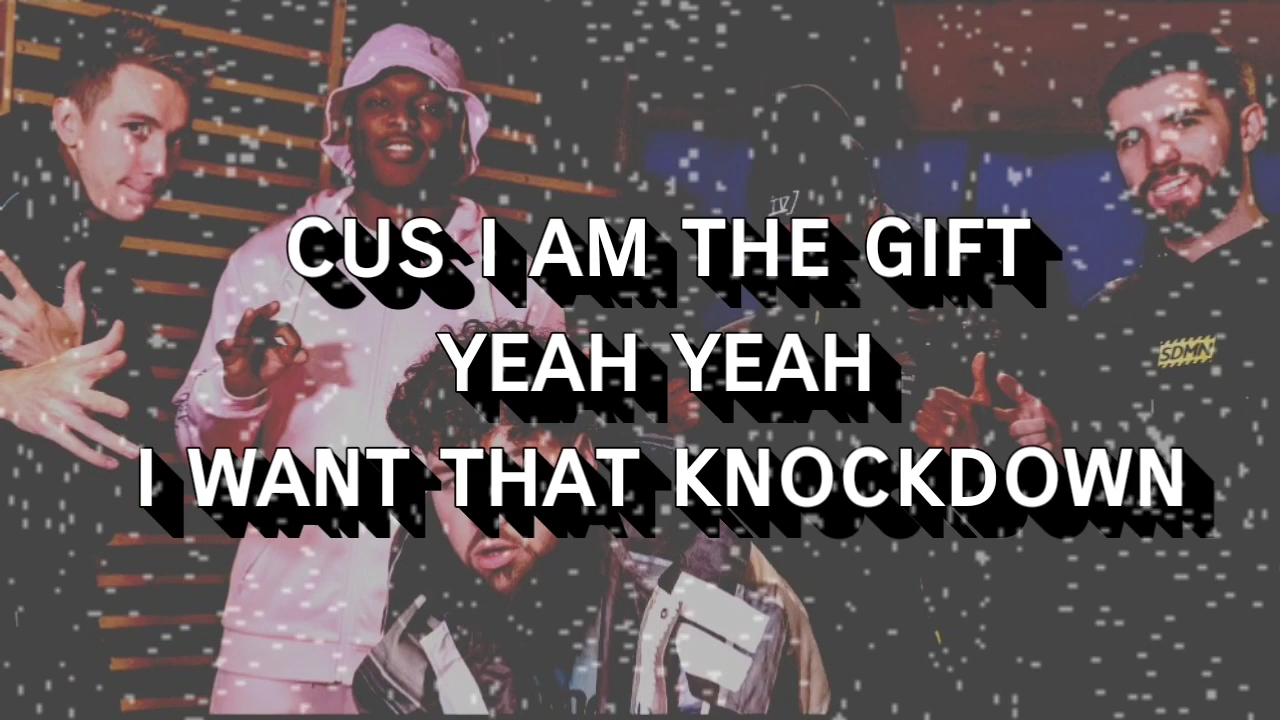 CUS I AM THE GIFT
YEAH YEAH
I WANT THAT KNOCKDOWN
SDMN